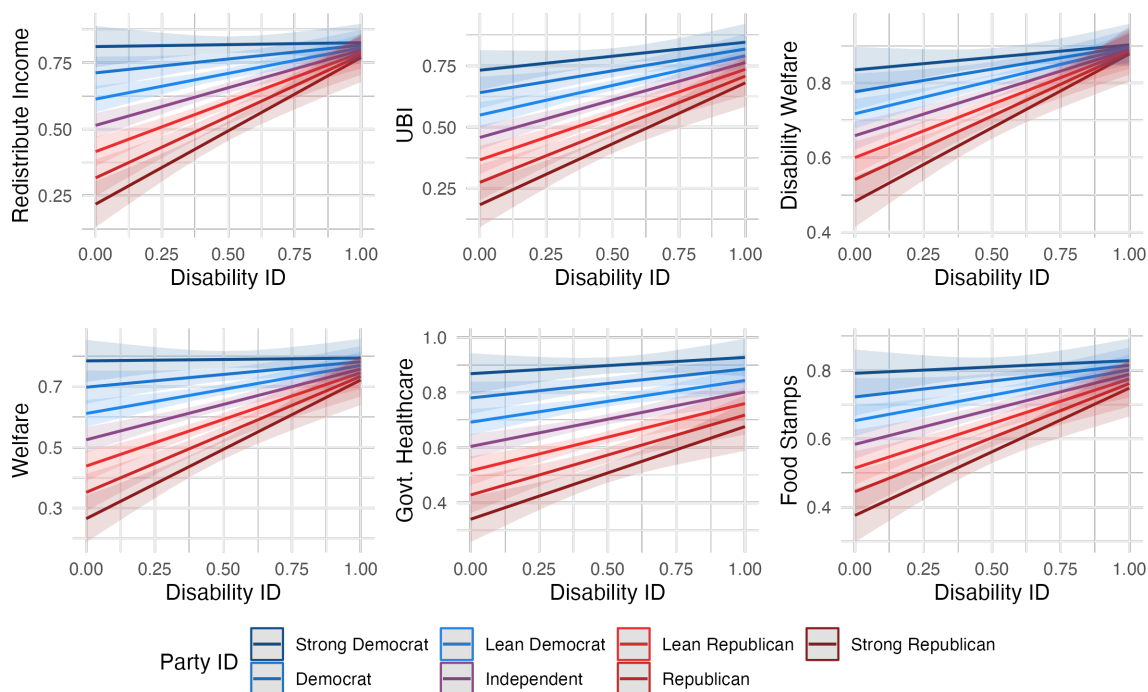 Redistribute Income
0.75
0.50
0.25
0.00 0.25 0.50 0.75 1.00
Disability ID
UBI
0.75
0.50
0.25
0.00 0.25 0.50 0.75 1.00
Disability ID
Disability Welfare
0.8
0.6
0.4
0.00 0.25 0.50 0.75 1.00
Disability ID
Welfare
0.7
0.5
0.3
0.00 0.25 0.50 0.75 1.00
Disability ID
Govt. Healthcare
1.0
0.8
0.6
0.4
0.00 0.25 0.50 0.75 1.00
Disability ID
Food Stamps
0.8
0.6
0.4
0.00 0.25 0.50 0.75 1.00
Disability ID
Party ID
Strong Democrat Lean Democrat Lean Republican Strong Republican
Democrat Independent Republican